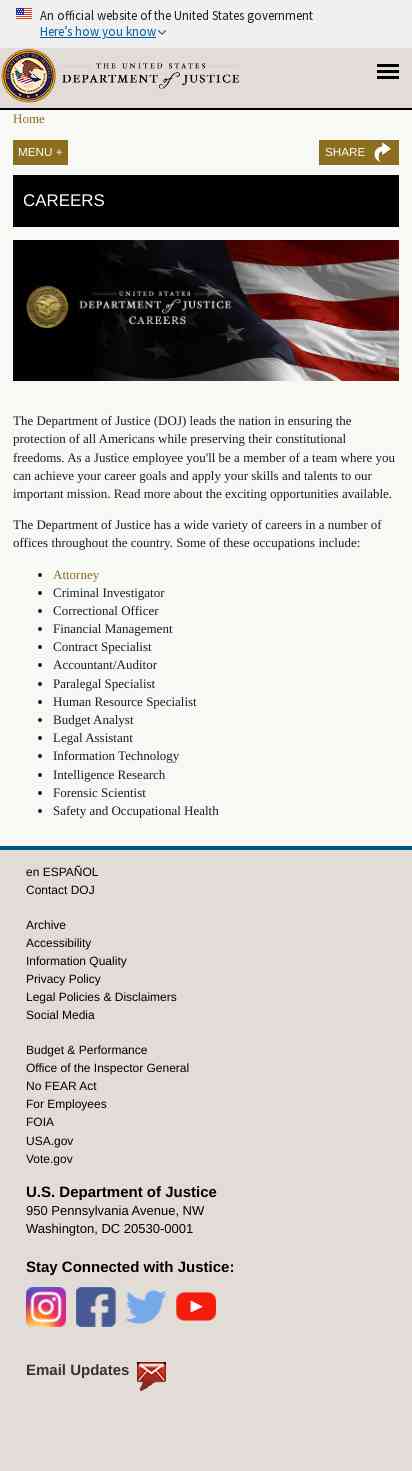 An official website of the United States government
Here's how you know
THE UNITED STATES
DEPARTMENT of JUSTICE
Home
MENU +
SHARE
CAREERS
UNITED STATES
DEPARTMENT of JUSTICE
CAREERS
The Department of Justice (DOJ) leads the nation in ensuring the
protection of all Americans while preserving their constitutional
freedoms. As a Justice employee you'll be a member of a team where you
can achieve your career goals and apply your skills and talents to our
important mission. Read more about the exciting opportunities available.
The Department of Justice has a wide variety of careers in a number of
offices throughout the country. Some of these occupations include:
• Attorney
• Criminal Investigator
• Correctional Officer
• Financial Management
• Contract Specialist
• Accountant/Auditor
• Paralegal Specialist
• Human Resource Specialist
• Budget Analyst
• Legal Assistant
• Information Technology
• Intelligence Research
• Forensic Scientist
• Safety and Occupational Health
en ESPAÑOL
Contact DOJ
Archive
Accessibility
Information Quality
Privacy Policy
Legal Policies & Disclaimers
Social Media
Budget & Performance
Office of the Inspector General
No FEAR Act
For Employees
FOIA
USA.gov
Vote.gov
U.S. Department of Justice
950 Pennsylvania Avenue, NW
Washington, DC 20530-0001
Stay Connected with Justice:
Email Updates